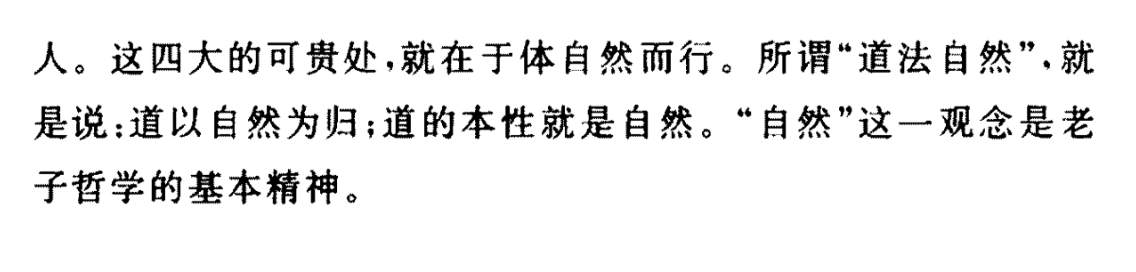 人。这四大的可贵处,就在于体自然而行。所谓“道法自然”,就
是说:道以自然为归;道的本性就是自然。“自然”这一观念是老
子哲学的基本精神。